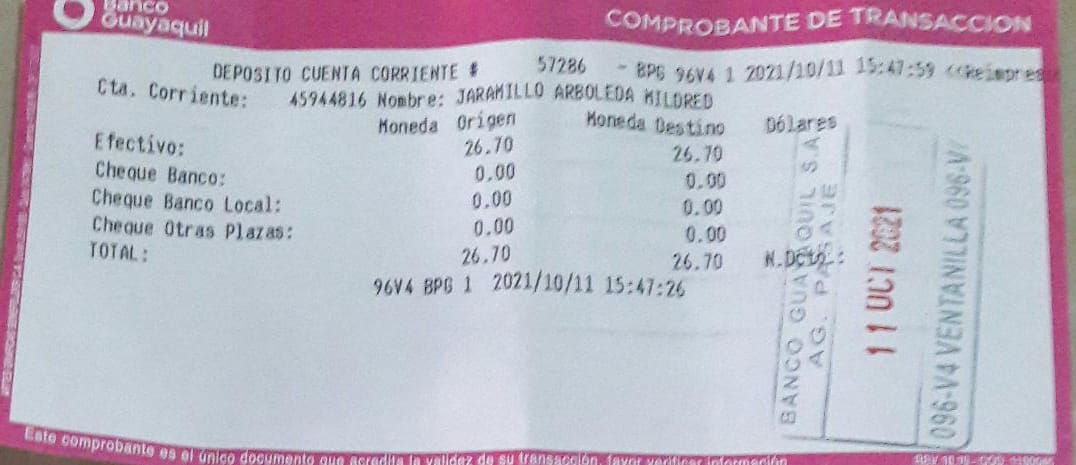 Banco
Guayaquil
COMPROBANTE DE TRANSACCION
DEPOSITO CUENTA CORRIENTE # 57286 - BPG 96V4 1 2021/10/11 15:47:59 <<Reimpres
Cta. Corriente: 45944816 Nombre: JARAMILLO ARBOLEDA MILDRED
Moneda Origen Moneda Destino Dólares
Efectivo: 26.70 26.70
Cheque Banco: 0.00 0.00
Cheque Banco Local: 0.00 0.00
Cheque Otras Plazas: 0.00 0.00
TOTAL: 26.70 26.70 N.Dcto.:
96V4 BPG 1 2021/10/11 15:47:26
BANCO GUAYAQUIL S.A
AG. PASAJE
11 OCT 2021
096-V4 VENTANILLA 096-V
Este comprobante es el único documento que acredita la validez de su transacción, favor verificar información